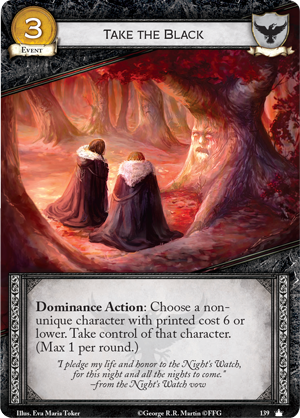 3
Event
Take the Black
Dominance Action: Choose a non-
unique character with printed cost 6 or
lower. Take control of that character.
(Max 1 per round.)
"I pledge my life and honor to the Night's Watch,
for this night and all the nights to come."
–from the Night's Watch vow
Illus. Eva Maria Toker
©George R.R. Martin ©FFG
139